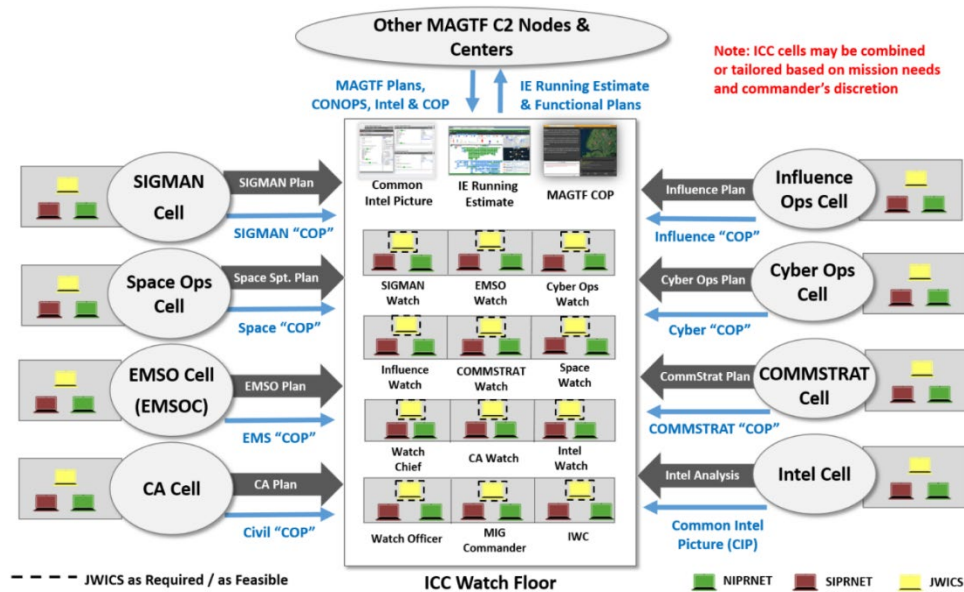 Other MAGTF C2 Nodes &
Centers
Note: ICC cells may be combined
or tailored based on mission needs
and commander's discretion
MAGTF Plans,
CONOPS, Intel & COP
IE Running Estimate
& Functional Plans
Common
Intel Picture
IE Running
Estimate
MAGTF COP
SIGMAN
Cell
SIGMAN Plan
SIGMAN “COP”
Space Ops
Cell
Space Spt. Plan
Space “COP”
EMSO Cell
(EMSOC)
EMSO Plan
EMS “COP”
CA Cell
CA Plan
Civil “COP”
SIGMAN
Watch
EMSO
Watch
Cyber Ops
Watch
Influence
Watch
COMMSTRAT
Watch
Space
Watch
Watch
Chief
CA Watch
Intel
Watch
Watch Officer
MIG
Commander
IWC
Influence Plan
Influence “COP”
Influence
Ops Cell
Cyber Ops Plan
Cyber “COP”
Cyber Ops
Cell
CommStrat Plan
COMMSTRAT “COP”
COMMSTRAT
Cell
Intel Analysis
Common Intel
Picture (CIP)
Intel Cell
JWICS as Required / as Feasible
ICC Watch Floor
NIPRNET
SIPRNET
JWICS